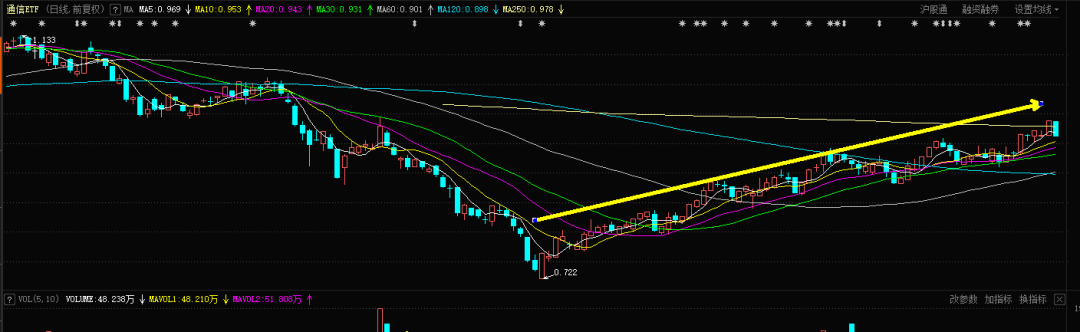 通信ETF (日线.前复权) ? MA MA5:0.969↓ MA10:0.953↑ MA20:0.943↑ MA30:0.931↑ MA60:0.901↑ MA120:0.898↓ MA250:0.978↓ 沪股通 融资融券 设置均线
1.133
0.722
? VOL(5,10) VOLUME:48.238万↓ MAVOL1:48.210万↓ MAVOL2:51.808万↑ 改参数 加指标 换指标